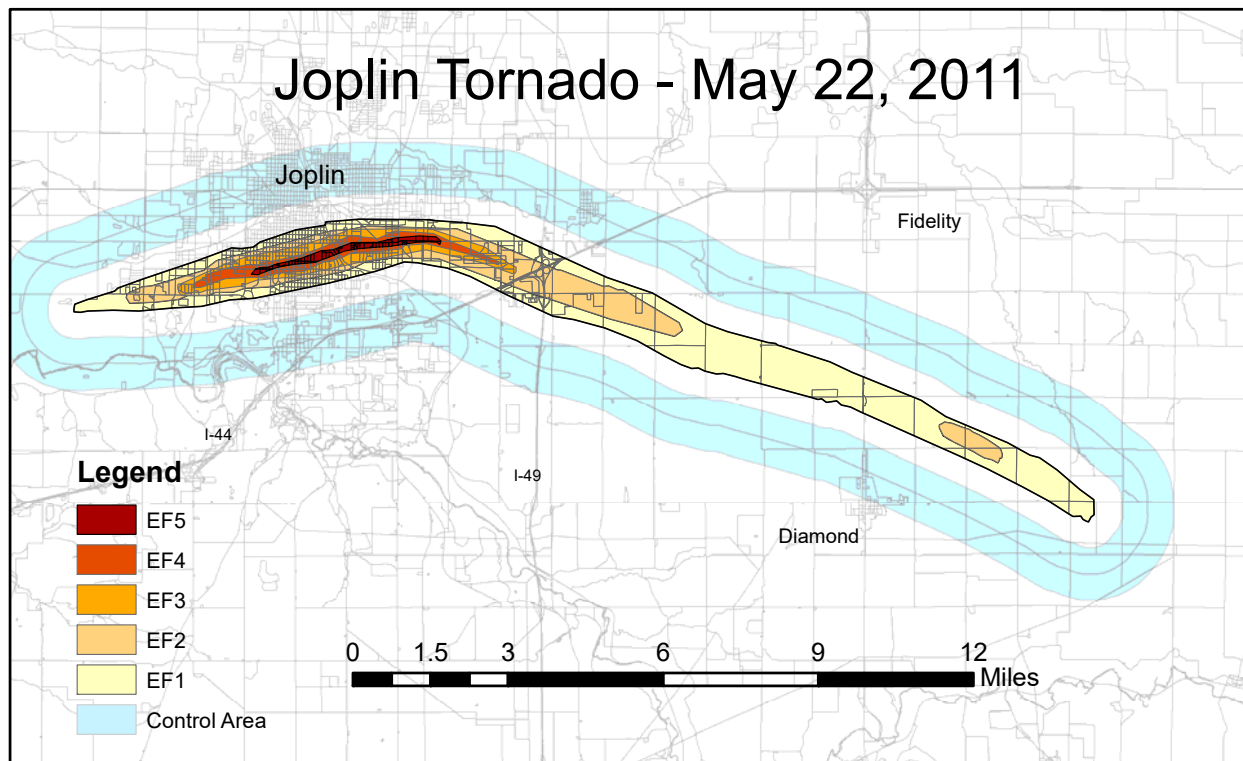 Joplin Tornado - May 22, 2011
Joplin
Fidelity
I-44
I-49
Diamond
Legend
EF5
EF4
EF3
EF2
EF1
Control Area
0 1.5 3 6 9 12
Miles